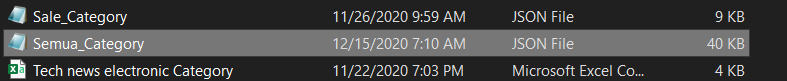 Sale_Category 11/26/2020 9:59 AM JSON File 9 KB
Semua_Category 12/15/2020 7:10 AM JSON File 40 KB
Tech news electronic Category 11/22/2020 7:03 PM Microsoft Excel Co... 4 KB